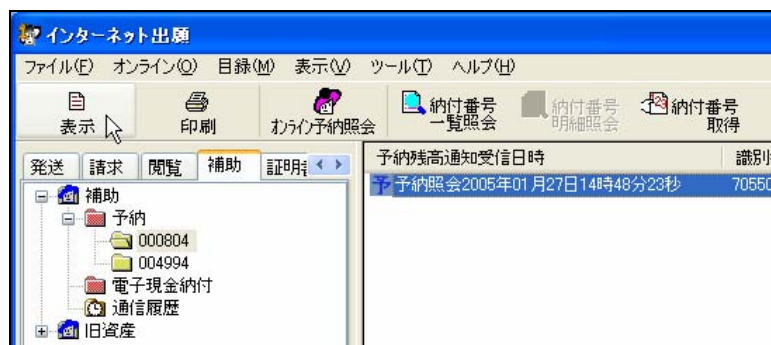 インターネット出願
ファイル(F) オンライン(O) 目録(M) 表示(V) ツール(T) ヘルプ(H)
表示 印刷 オンライン予納照会 納付番号一覧照会 納付番号明細照会 納付番号取得
発送 請求 閲覧 補助
予納残高通知受信日時 識別
予 予納照会2005年01月27日14時48分23秒 70550
補助
予納
000804
004994
電子現金納付
通信履歴
旧資産